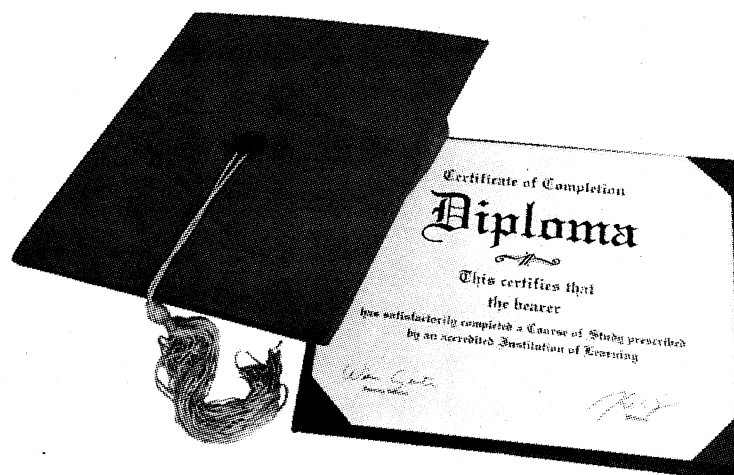 Certificate of Completion
Diploma
This certifies that
the bearer
has satisfactorily completed a Course of Study prescribed
by an accredited Institution of Learning